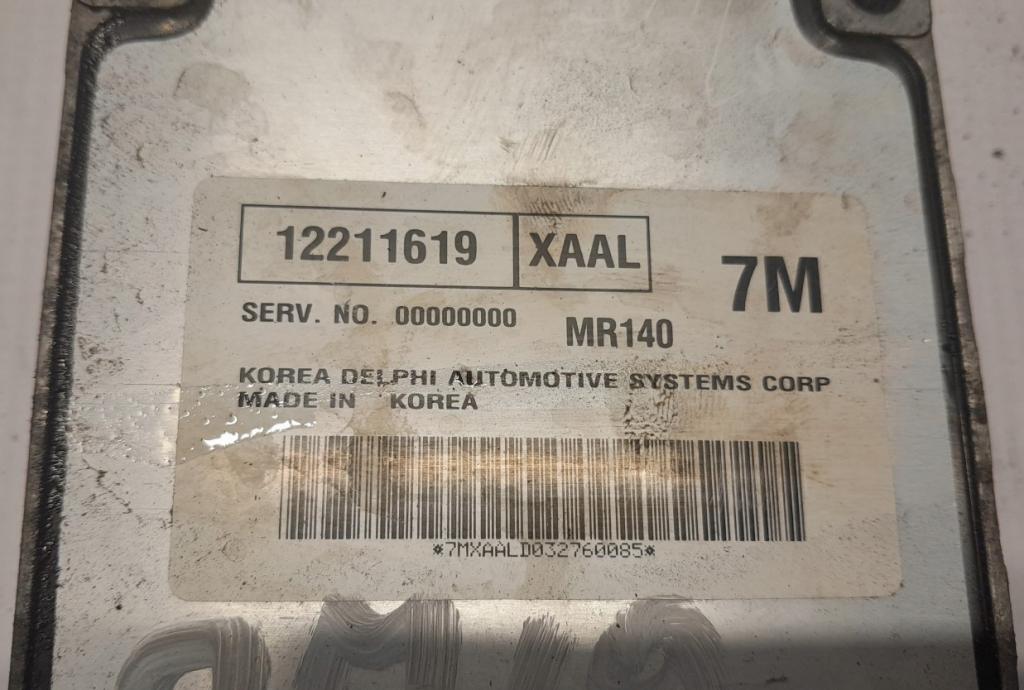 12211619 XAAL
7M
SERV. NO. 00000000
MR140
KOREA DELPHI AUTOMOTIVE SYSTEMS CORP
MADE IN KOREA
*7MXAALD032760085*